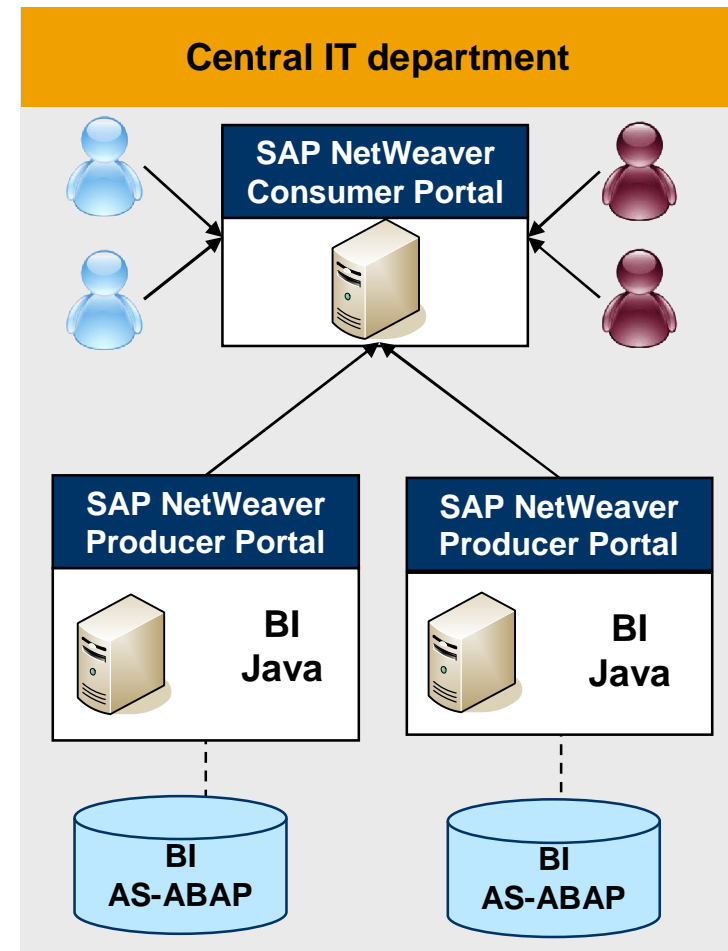 Central IT department
SAP NetWeaver
Consumer Portal
SAP NetWeaver
Producer Portal
BI
Java
SAP NetWeaver
Producer Portal
BI
Java
BI
AS-ABAP
BI
AS-ABAP